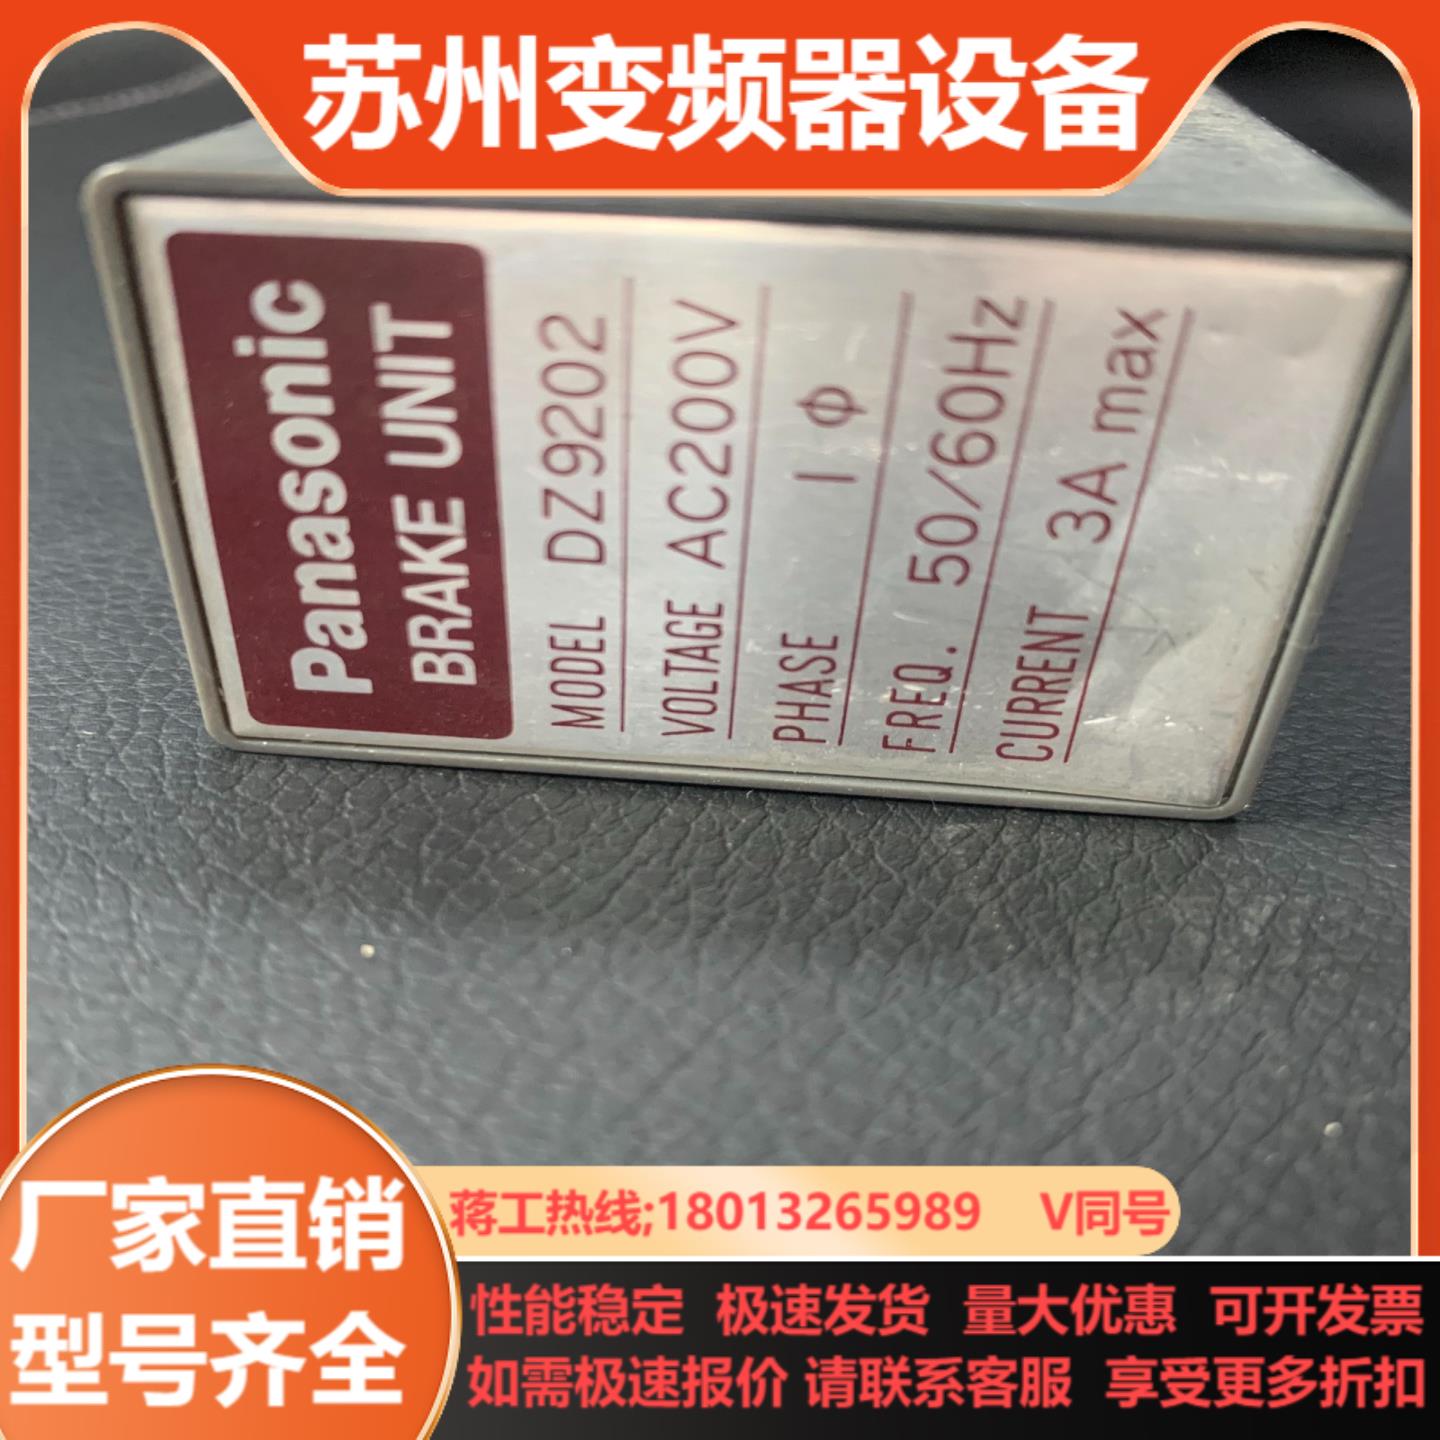 苏州变频器设备
Panasonic
BRAKE UNIT
MODEL DZ9202
VOLTAGE AC200V
PHASE 1 Φ
FREQ. 50/60Hz
CURRENT 3A max
厂家直销
型号齐全
蒋工热线;18013265989 V同号
性能稳定 极速发货 量大优惠 可开发票
如需极速报价 请联系客服 享受更多折扣